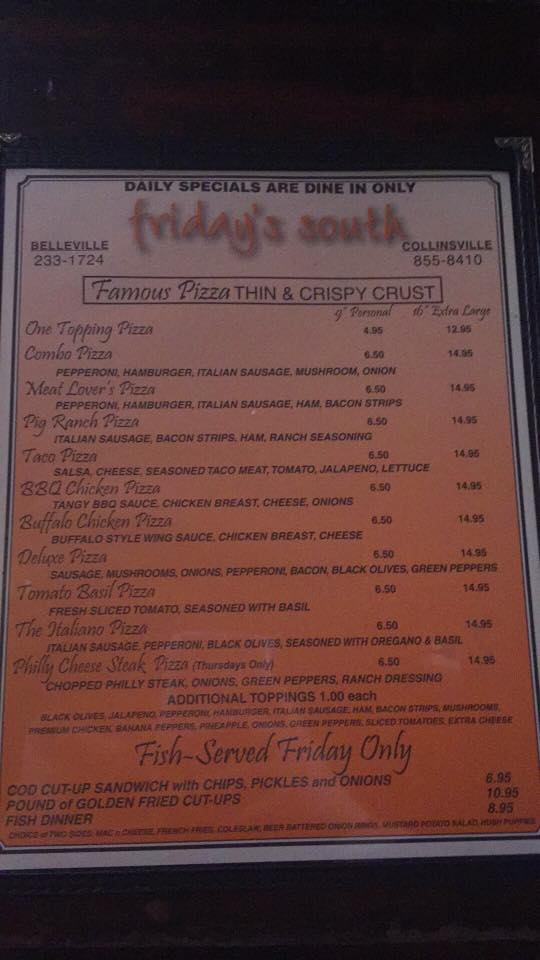 DAILY SPECIALS ARE DINE IN ONLY
friday's south
BELLEVILLE COLLINSVILLE
233-1724 855-8410
Famous Pizza THIN & CRISPY CRUST
9" Personal 16" Extra Large
One Topping Pizza 4.95 12.95
Combo Pizza 6.50 14.95
PEPPERONI, HAMBURGER, ITALIAN SAUSAGE, MUSHROOM, ONION
Meat Lover's Pizza 6.50 14.95
PEPPERONI, HAMBURGER, ITALIAN SAUSAGE, HAM, BACON STRIPS
Pig Ranch Pizza 6.50 14.95
ITALIAN SAUSAGE, BACON STRIPS, HAM, RANCH SEASONING
Taco Pizza 6.50 14.95
SALSA, CHEESE, SEASONED TACO MEAT, TOMATO, JALAPENO, LETTUCE
BBQ Chicken Pizza 6.50 14.95
TANGY BBQ SAUCE, CHICKEN BREAST, CHEESE, ONIONS
Buffalo Chicken Pizza 6.50 14.95
BUFFALO STYLE WING SAUCE, CHICKEN BREAST, CHEESE
Deluxe Pizza 6.50 14.95
SAUSAGE, MUSHROOMS, ONIONS, PEPPERONI, BACON, BLACK OLIVES, GREEN PEPPERS
Tomato Basil Pizza 6.50 14.95
FRESH SLICED TOMATO, SEASONED WITH BASIL
The Italiano Pizza 6.50 14.95
ITALIAN SAUSAGE, PEPPERONI, BLACK OLIVES, SEASONED WITH OREGANO & BASIL
Philly Cheese Steak Pizza (Thursdays Only) 6.50 14.95
CHOPPED PHILLY STEAK, ONIONS, GREEN PEPPERS, RANCH DRESSING
ADDITIONAL TOPPINGS 1.00 each
BLACK OLIVES, JALAPENO, PEPPERONI, HAMBURGER, ITALIAN SAUSAGE, HAM, BACON STRIPS, MUSHROOMS,
PREMIUM CHICKEN, BANANA PEPPERS, PINEAPPLE, ONIONS, GREEN PEPPERS, SLICED TOMATOES, EXTRA CHEESE
Fish~Served Friday Only
COD CUT-UP SANDWICH with CHIPS, PICKLES and ONIONS 6.95
POUND of GOLDEN FRIED CUT-UPS 10.95
FISH DINNER 8.95
CHOICE of TWO SIDES: MAC n CHEESE, FRENCH FRIES, COLESLAW, BEER BATTERED ONION RINGS, MUSTARD POTATO SALAD, HUSH PUPPIES